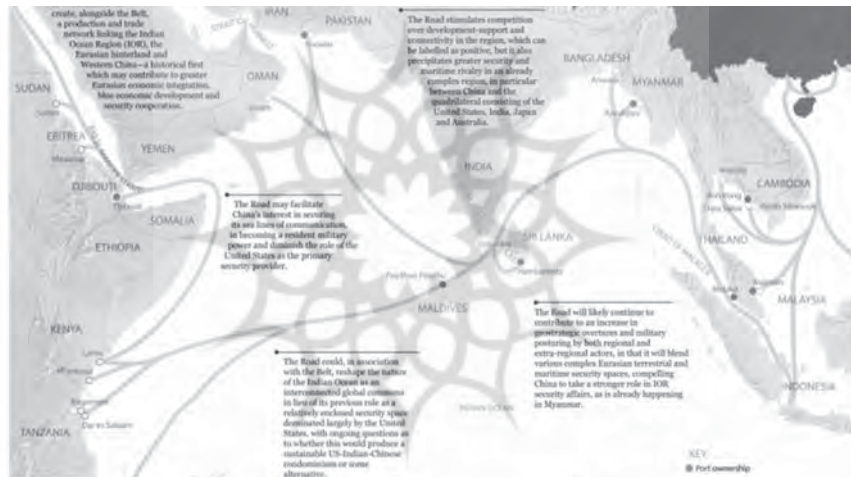 create, alongside the Belt,
a production and trade
network linking the Indian
Ocean Region (IOR), the
Eurasian hinterland and
Western China—a historical first
which may contribute to greater
Eurasian economic integration,
blue economic development and
security cooperation.
IRAN
PAKISTAN
The Road stimulates competition
over development-support and
connectivity in the region, which can
be labelled as positive, but it also
precipitates greater security and
maritime rivalry in an already
complex region, in particular
between China and the
quadrilateral consisting of the
United States, India, Japan
and Australia.
BANGLADESH
MYANMAR
OMAN
SUDAN
ERITREA
YEMEN
DJIBOUTI
SOMALIA
ETHIOPIA
INDIA
CAMBODIA
THAILAND
SRI LANKA
Hambantota
The Road may facilitate
China's interest in securing
its sea lines of communication,
in becoming a resident military
power and diminish the role of the
United States as the primary
security provider.
MALDIVES
MALAYSIA
The Road will likely continue to
contribute to an increase in
geostrategic overtures and military
posturing by both regional and
extra-regional actors, in that it will blend
various complex Eurasian terrestrial and
maritime security spaces, compelling
China to take a stronger role in IOR
security affairs, as is already happening
in Myanmar.
KENYA
Lamu
Mombasa
The Road could, in association
with the Belt, reshape the nature
of the Indian Ocean as an
interconnected global commons
in lieu of its previous role as a
relatively enclosed security space
dominated largely by the United
States, with ongoing questions as
to whether this would produce a
sustainable US-Indian-Chinese
condominium or some
alternative.
INDONESIA
INDIAN OCEAN
Dar es Salaam
TANZANIA
KEY
Port ownership